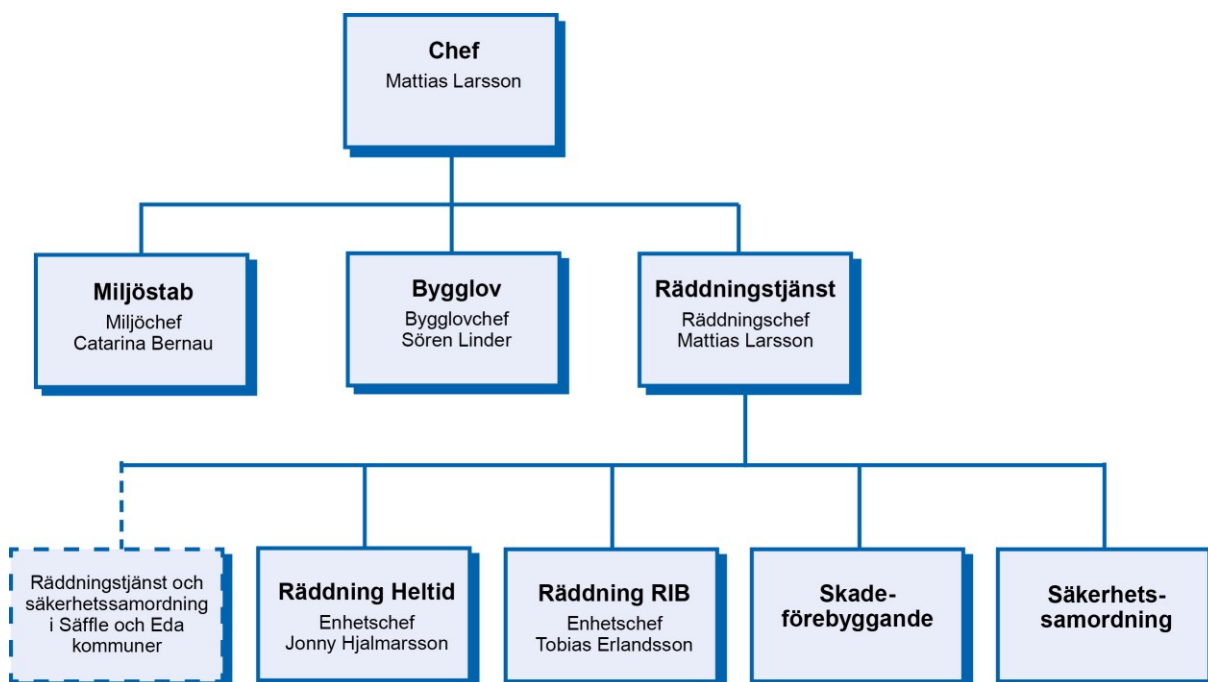 Chef
Mattias Larsson
Miljöstab
Miljöchef
Catarina Bernau
Bygglov
Bygglovchef
Sören Linder
Räddningstjänst
Räddningschef
Mattias Larsson
Räddningstjänst och
säkerhetssamordning
i Säffle och Eda
kommuner
Räddning Heltid
Enhetschef
Jonny Hjalmarsson
Räddning RIB
Enhetschef
Tobias Erlandsson
Skade-
förebyggande
Säkerhets-
samordning